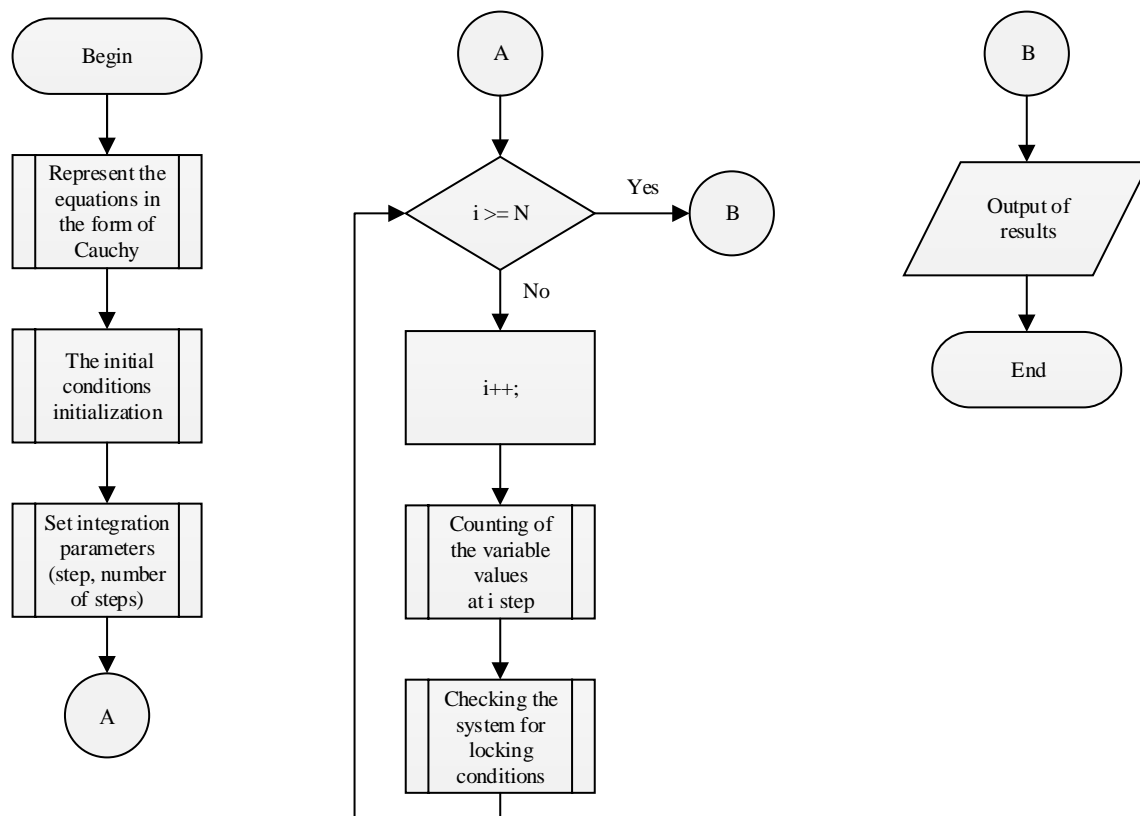 Begin
Represent the
equations in
the form of
Cauchy
The initial
conditions
initialization
Set integration
parameters
(step, number
of steps)
A
A
i >= N
Yes
B
No
i++;
Counting of
the variable
values
at i step
Checking the
system for
locking
conditions
B
Output of
results
End